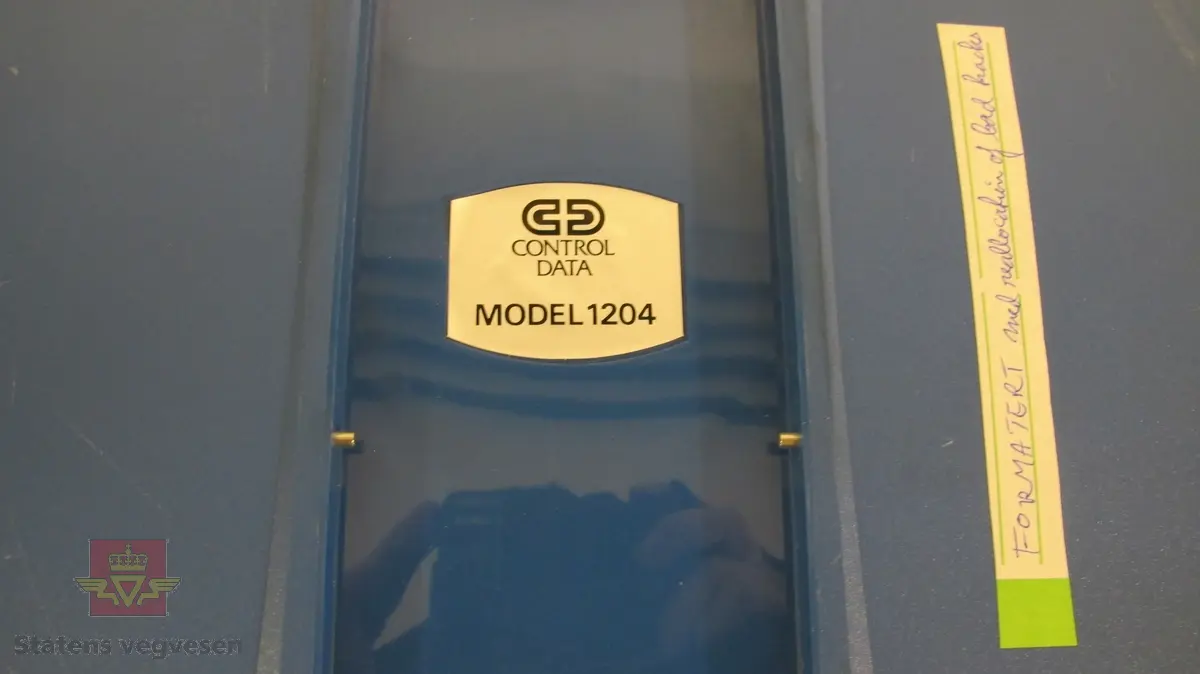 CONTROL
DATA
MODEL 1204
FORMATERT med reallocation of bad tracks
Statens vegvesen